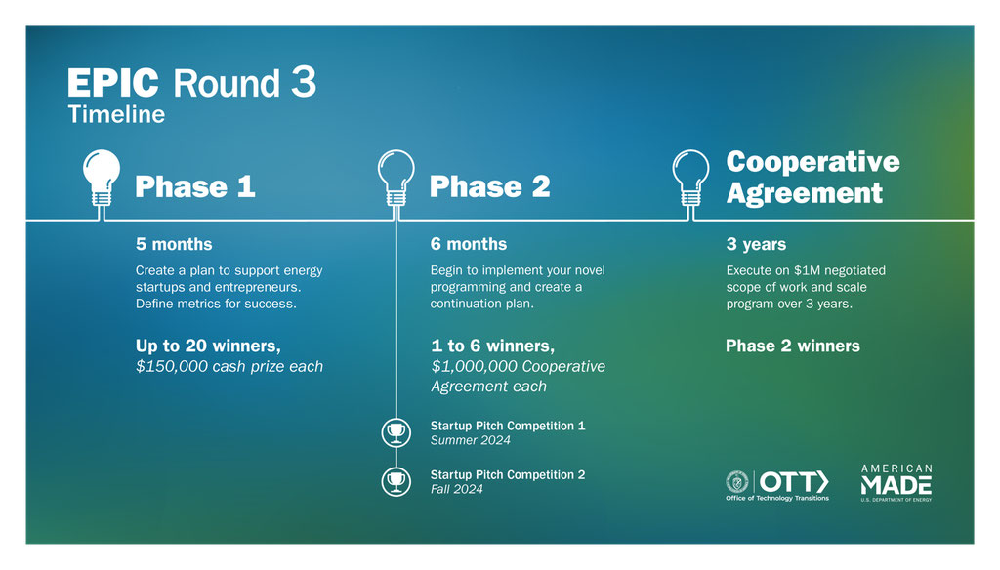 EPIC Round 3
Timeline
Phase 1
5 months
Create a plan to support energy
startups and entrepreneurs.
Define metrics for success.
Up to 20 winners,
$150,000 cash prize each
Phase 2
6 months
Begin to implement your novel
programming and create a
continuation plan.
1 to 6 winners,
$1,000,000 Cooperative
Agreement each
Startup Pitch Competition 1
Summer 2024
Startup Pitch Competition 2
Fall 2024
Cooperative
Agreement
3 years
Execute on $1M negotiated
scope of work and scale
program over 3 years.
Phase 2 winners
OTT
Office of Technology Transitions
AMERICAN
MADE
U.S. DEPARTMENT OF ENERGY